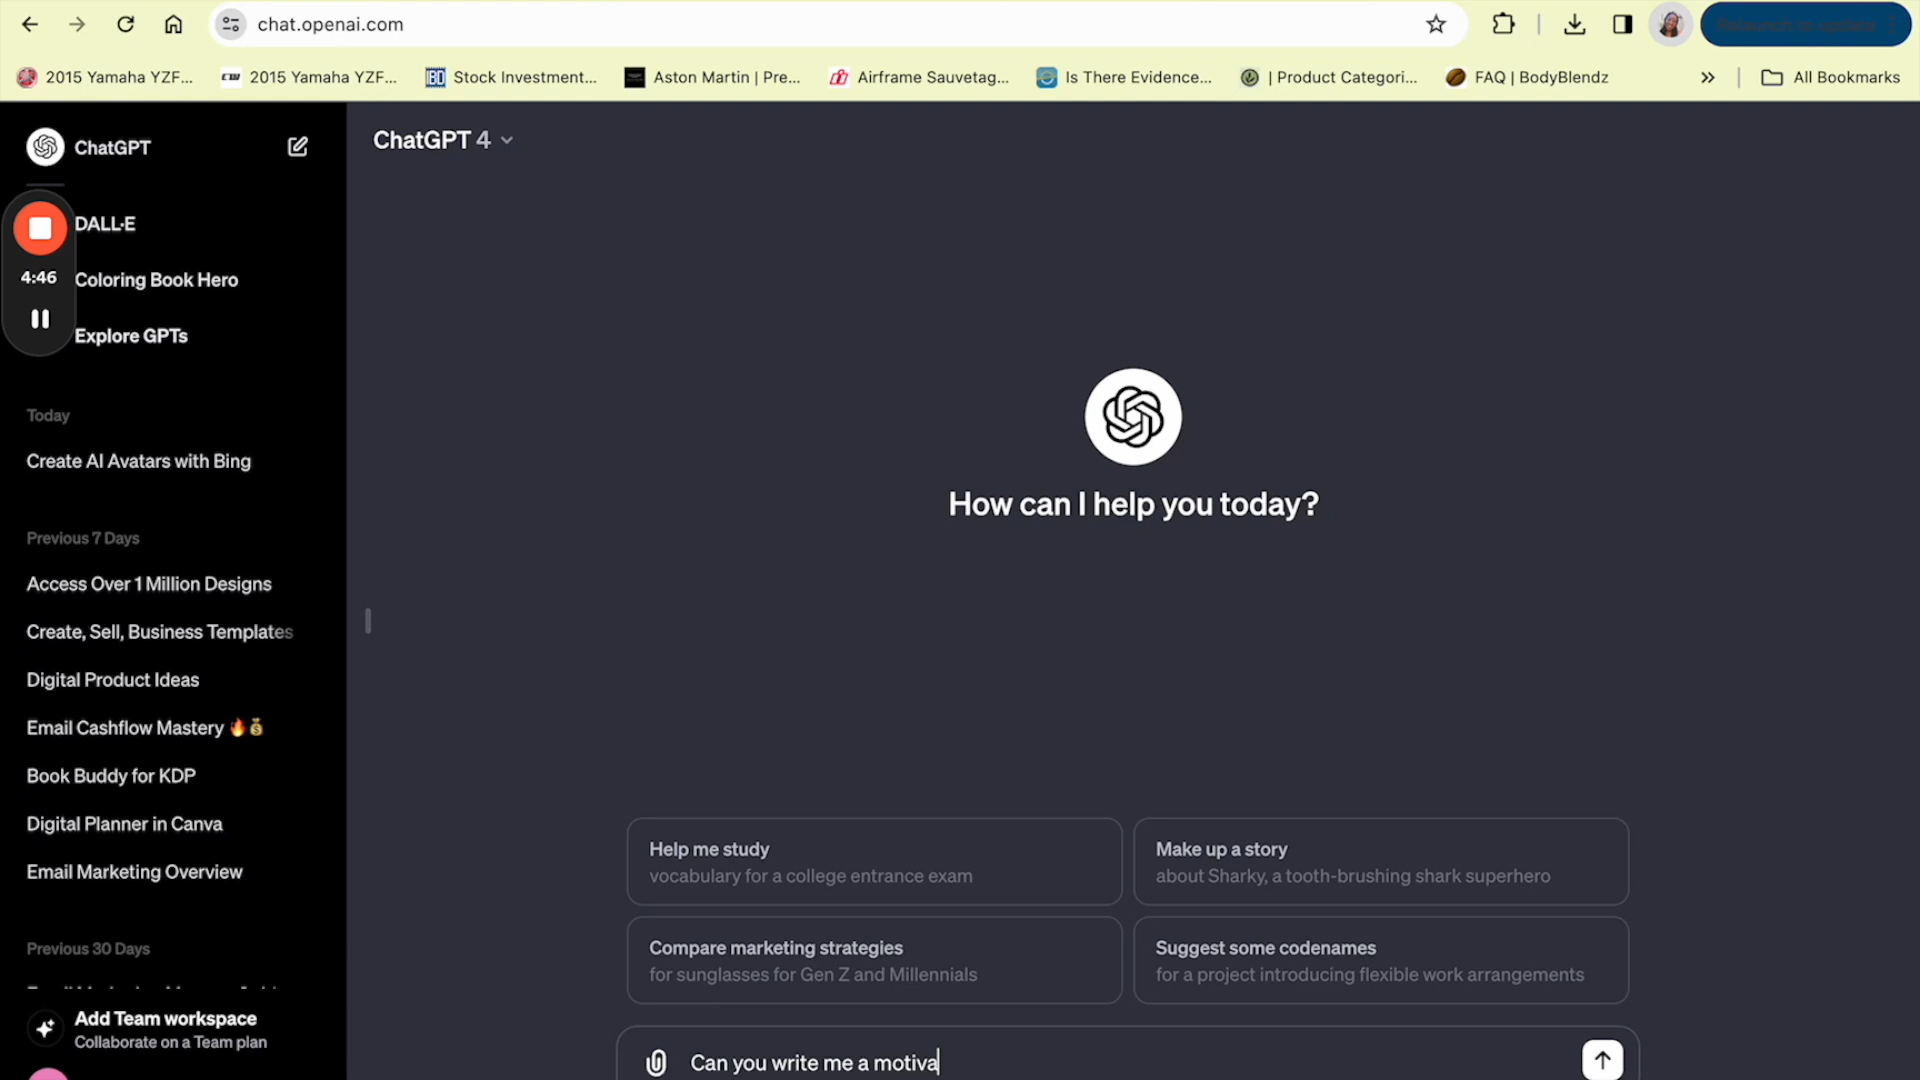 chat.openai.com
2015 Yamaha YZF...
2015 Yamaha YZF...
Stock Investment...
Aston Martin | Pre...
Airframe Sauvetag...
Is There Evidence...
| Product Categori...
FAQ | BodyBlendz
All Bookmarks
ChatGPT
DALL·E
4:46
Coloring Book Hero
Explore GPTs
Today
Create AI Avatars with Bing
Previous 7 Days
Access Over 1 Million Designs
Create, Sell, Business Templates
Digital Product Ideas
Email Cashflow Mastery 🔥💰
Book Buddy for KDP
Digital Planner in Canva
Email Marketing Overview
Previous 30 Days
Add Team workspace
Collaborate on a Team plan
ChatGPT 4
How can I help you today?
Help me study
vocabulary for a college entrance exam
Make up a story
about Sharky, a tooth-brushing shark superhero
Compare marketing strategies
for sunglasses for Gen Z and Millennials
Suggest some codenames
for a project introducing flexible work arrangements
Can you write me a motiva